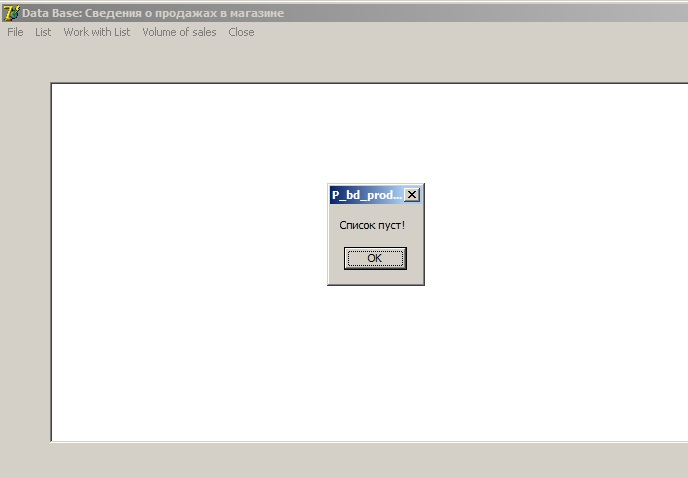 Data Base: Сведения о продажах в магазине
File List Work with List Volume of sales Close
P_bd_prod...
Список пуст!
OK